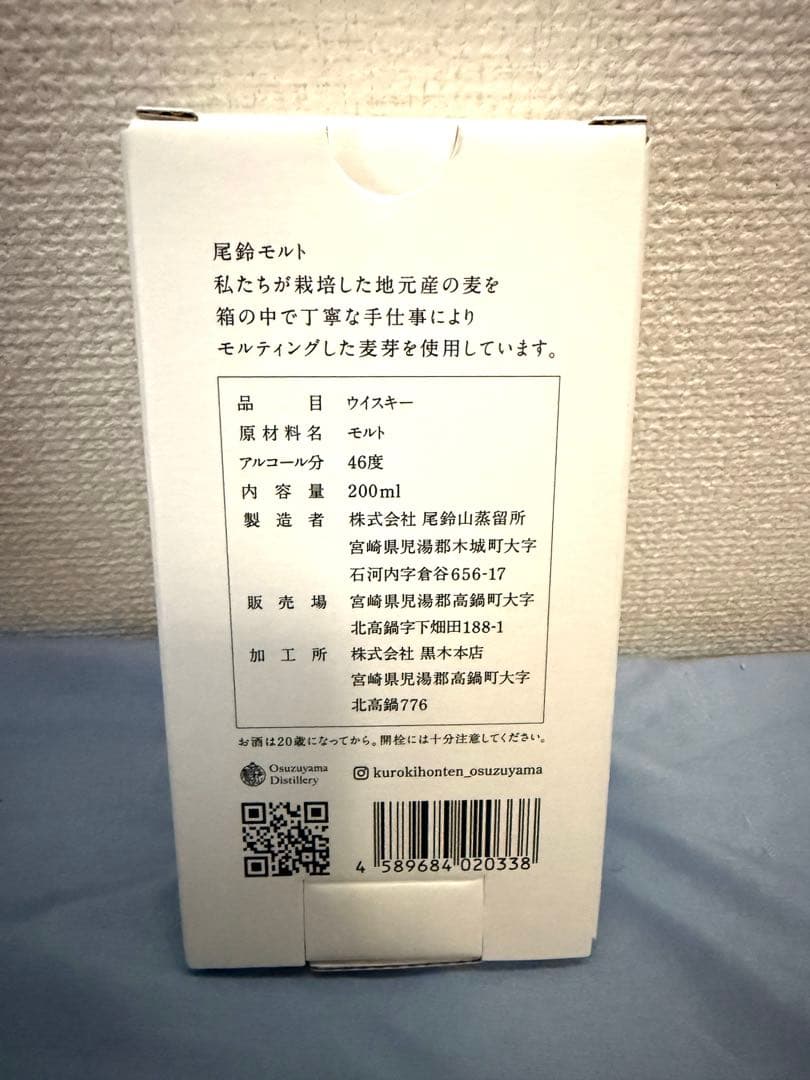 尾鈴モルト
私たちが栽培した地元産の麦を
箱の中で丁寧な手仕事により
モルティングした麦芽を使用しています。
品目 ウイスキー
原材料名 モルト
アルコール分 46度
内容量 200ml
製造者 株式会社 尾鈴山蒸留所
宮崎県児湯郡木城町大字
石河内字倉谷656-17
販売場 宮崎県児湯郡高鍋町大字
北高鍋字下畑田188-1
加工所 株式会社 黒木本店
宮崎県児湯郡高鍋町大字
北高鍋776
お酒は20歳になってから。開栓には十分注意してください。
Osuzuyama
Distillery
kurokihonten_osuzuyama
4 589684 020338